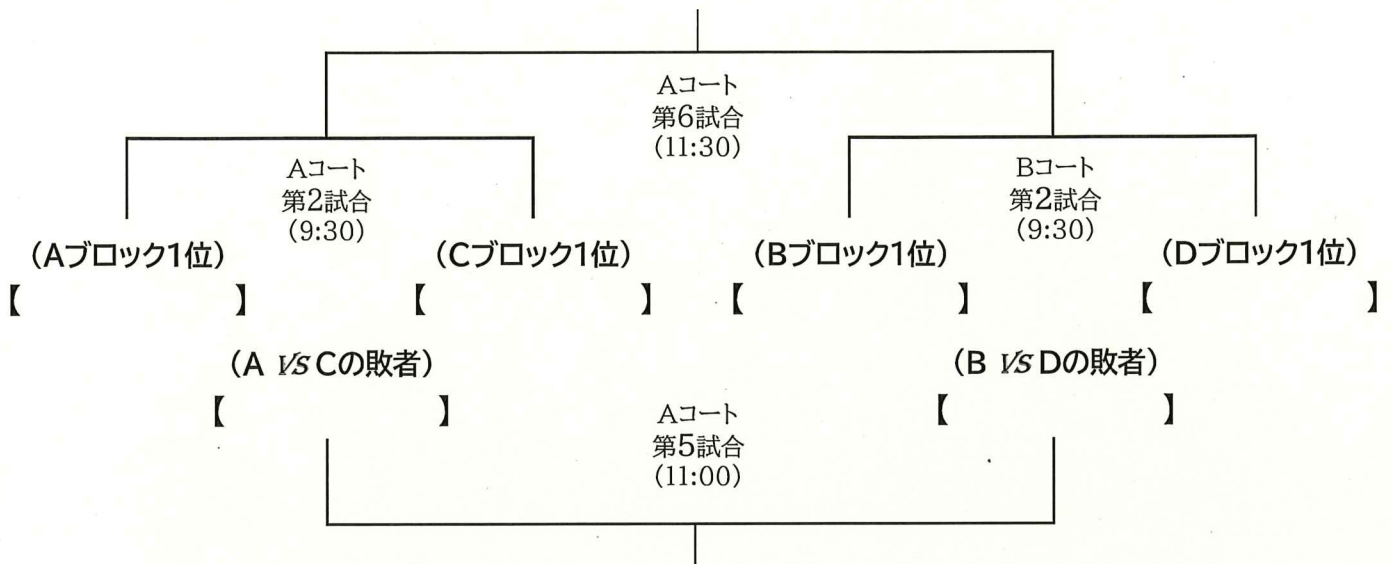 Aコート
第6試合
(11:30)
Aコート
第2試合
(9:30)
Bコート
第2試合
(9:30)
(Aブロック1位)
(Cブロック1位)
(Bブロック1位)
(Dブロック1位)
【 】
【 】
【 】
【 】
(A VS Cの敗者)
(B VS Dの敗者)
【 】
【 】
Aコート
第5試合
(11:00)